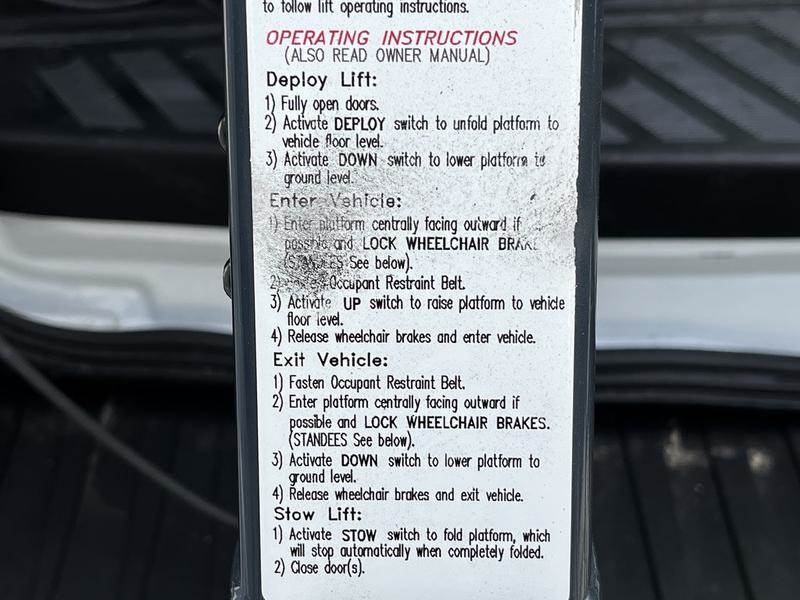 to follow lift operating instructions.
OPERATING INSTRUCTIONS
(ALSO READ OWNER MANUAL)
Deploy Lift:
1) Fully open doors.
2) Activate DEPLOY switch to unfold platform to
vehicle floor level.
3) Activate DOWN switch to lower platform to
ground level.
Enter Vehicle:
1) Enter platform centrally facing outward if
possible and LOCK WHEELCHAIR
(STANDEES See below).
2) Occupant Restraint Belt.
3) Activate UP switch to raise platform to vehicle
floor level.
4) Release wheelchair brakes and enter vehicle.
Exit Vehicle:
1) Fasten Occupant Restraint Belt.
2) Enter platform centrally facing outward if
possible and LOCK WHEELCHAIR BRAKES.
(STANDEES See below).
3) Activate DOWN switch to lower platform to
ground level.
4) Release wheelchair brakes and exit vehicle.
Stow Lift:
1) Activate STOW switch to fold platform, which
will stop automatically when completely folded.
2) Close door(s).